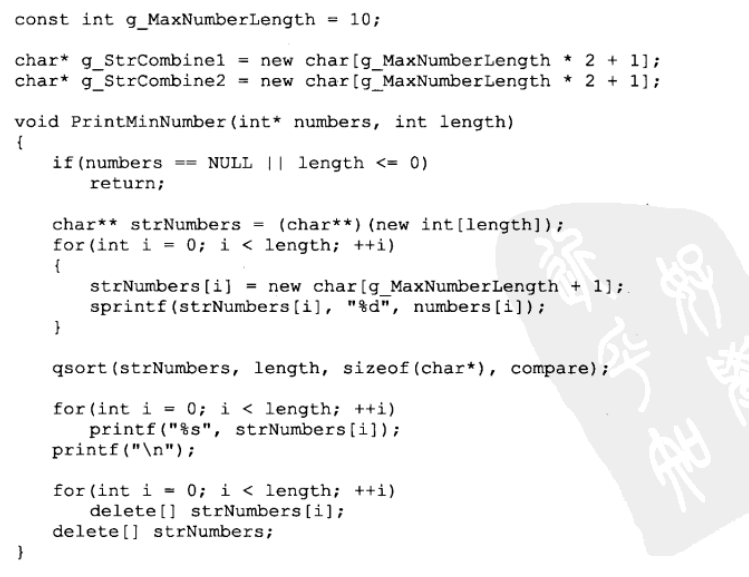 const int g_MaxNumberLength = 10;
char* g_StrCombine1 = new char[g_MaxNumberLength * 2 + 1];
char* g_StrCombine2 = new char[g_MaxNumberLength * 2 + 1];
void PrintMinNumber(int* numbers, int length)
{
    if(numbers == NULL || length <= 0)
        return;
    char** strNumbers = (char**)(new int[length]);
    for(int i = 0; i < length; ++i)
    {
        strNumbers[i] = new char[g_MaxNumberLength + 1];
        sprintf(strNumbers[i], "%d", numbers[i]);
    }
    qsort(strNumbers, length, sizeof(char*), compare);
    for(int i = 0; i < length; ++i)
        printf("%s", strNumbers[i]);
    printf("\n");
    for(int i = 0; i < length; ++i)
        delete[] strNumbers[i];
    delete[] strNumbers;
}